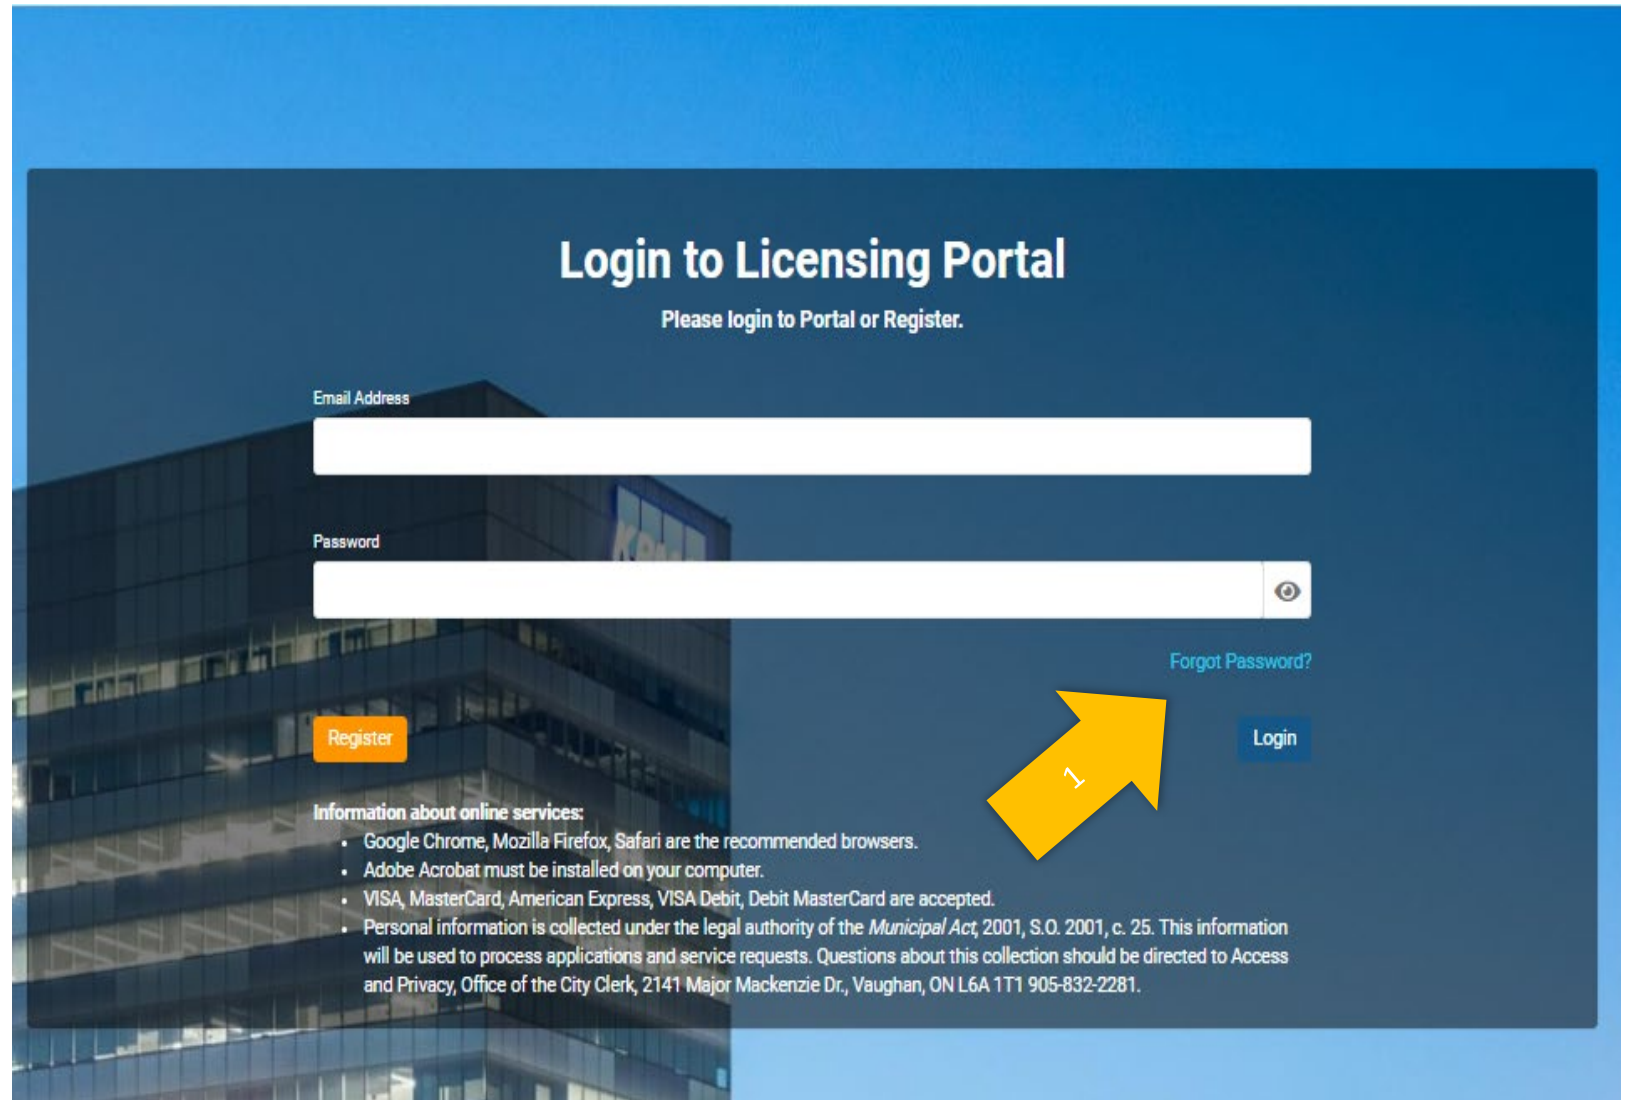 Login to Licensing Portal
Please login to Portal or Register.
Email Address
KPMG
Password
Forgot Password?
Register
Login
1
Information about online services:
• Google Chrome, Mozilla Firefox, Safari are the recommended browsers.
• Adobe Acrobat must be installed on your computer.
• VISA, MasterCard, American Express, VISA Debit, Debit MasterCard are accepted.
• Personal information is collected under the legal authority of the Municipal Act, 2001, S.O. 2001, c. 25. This information
will be used to process applications and service requests. Questions about this collection should be directed to Access
and Privacy, Office of the City Clerk, 2141 Major Mackenzie Dr., Vaughan, ON L6A 1T1 905-832-2281.